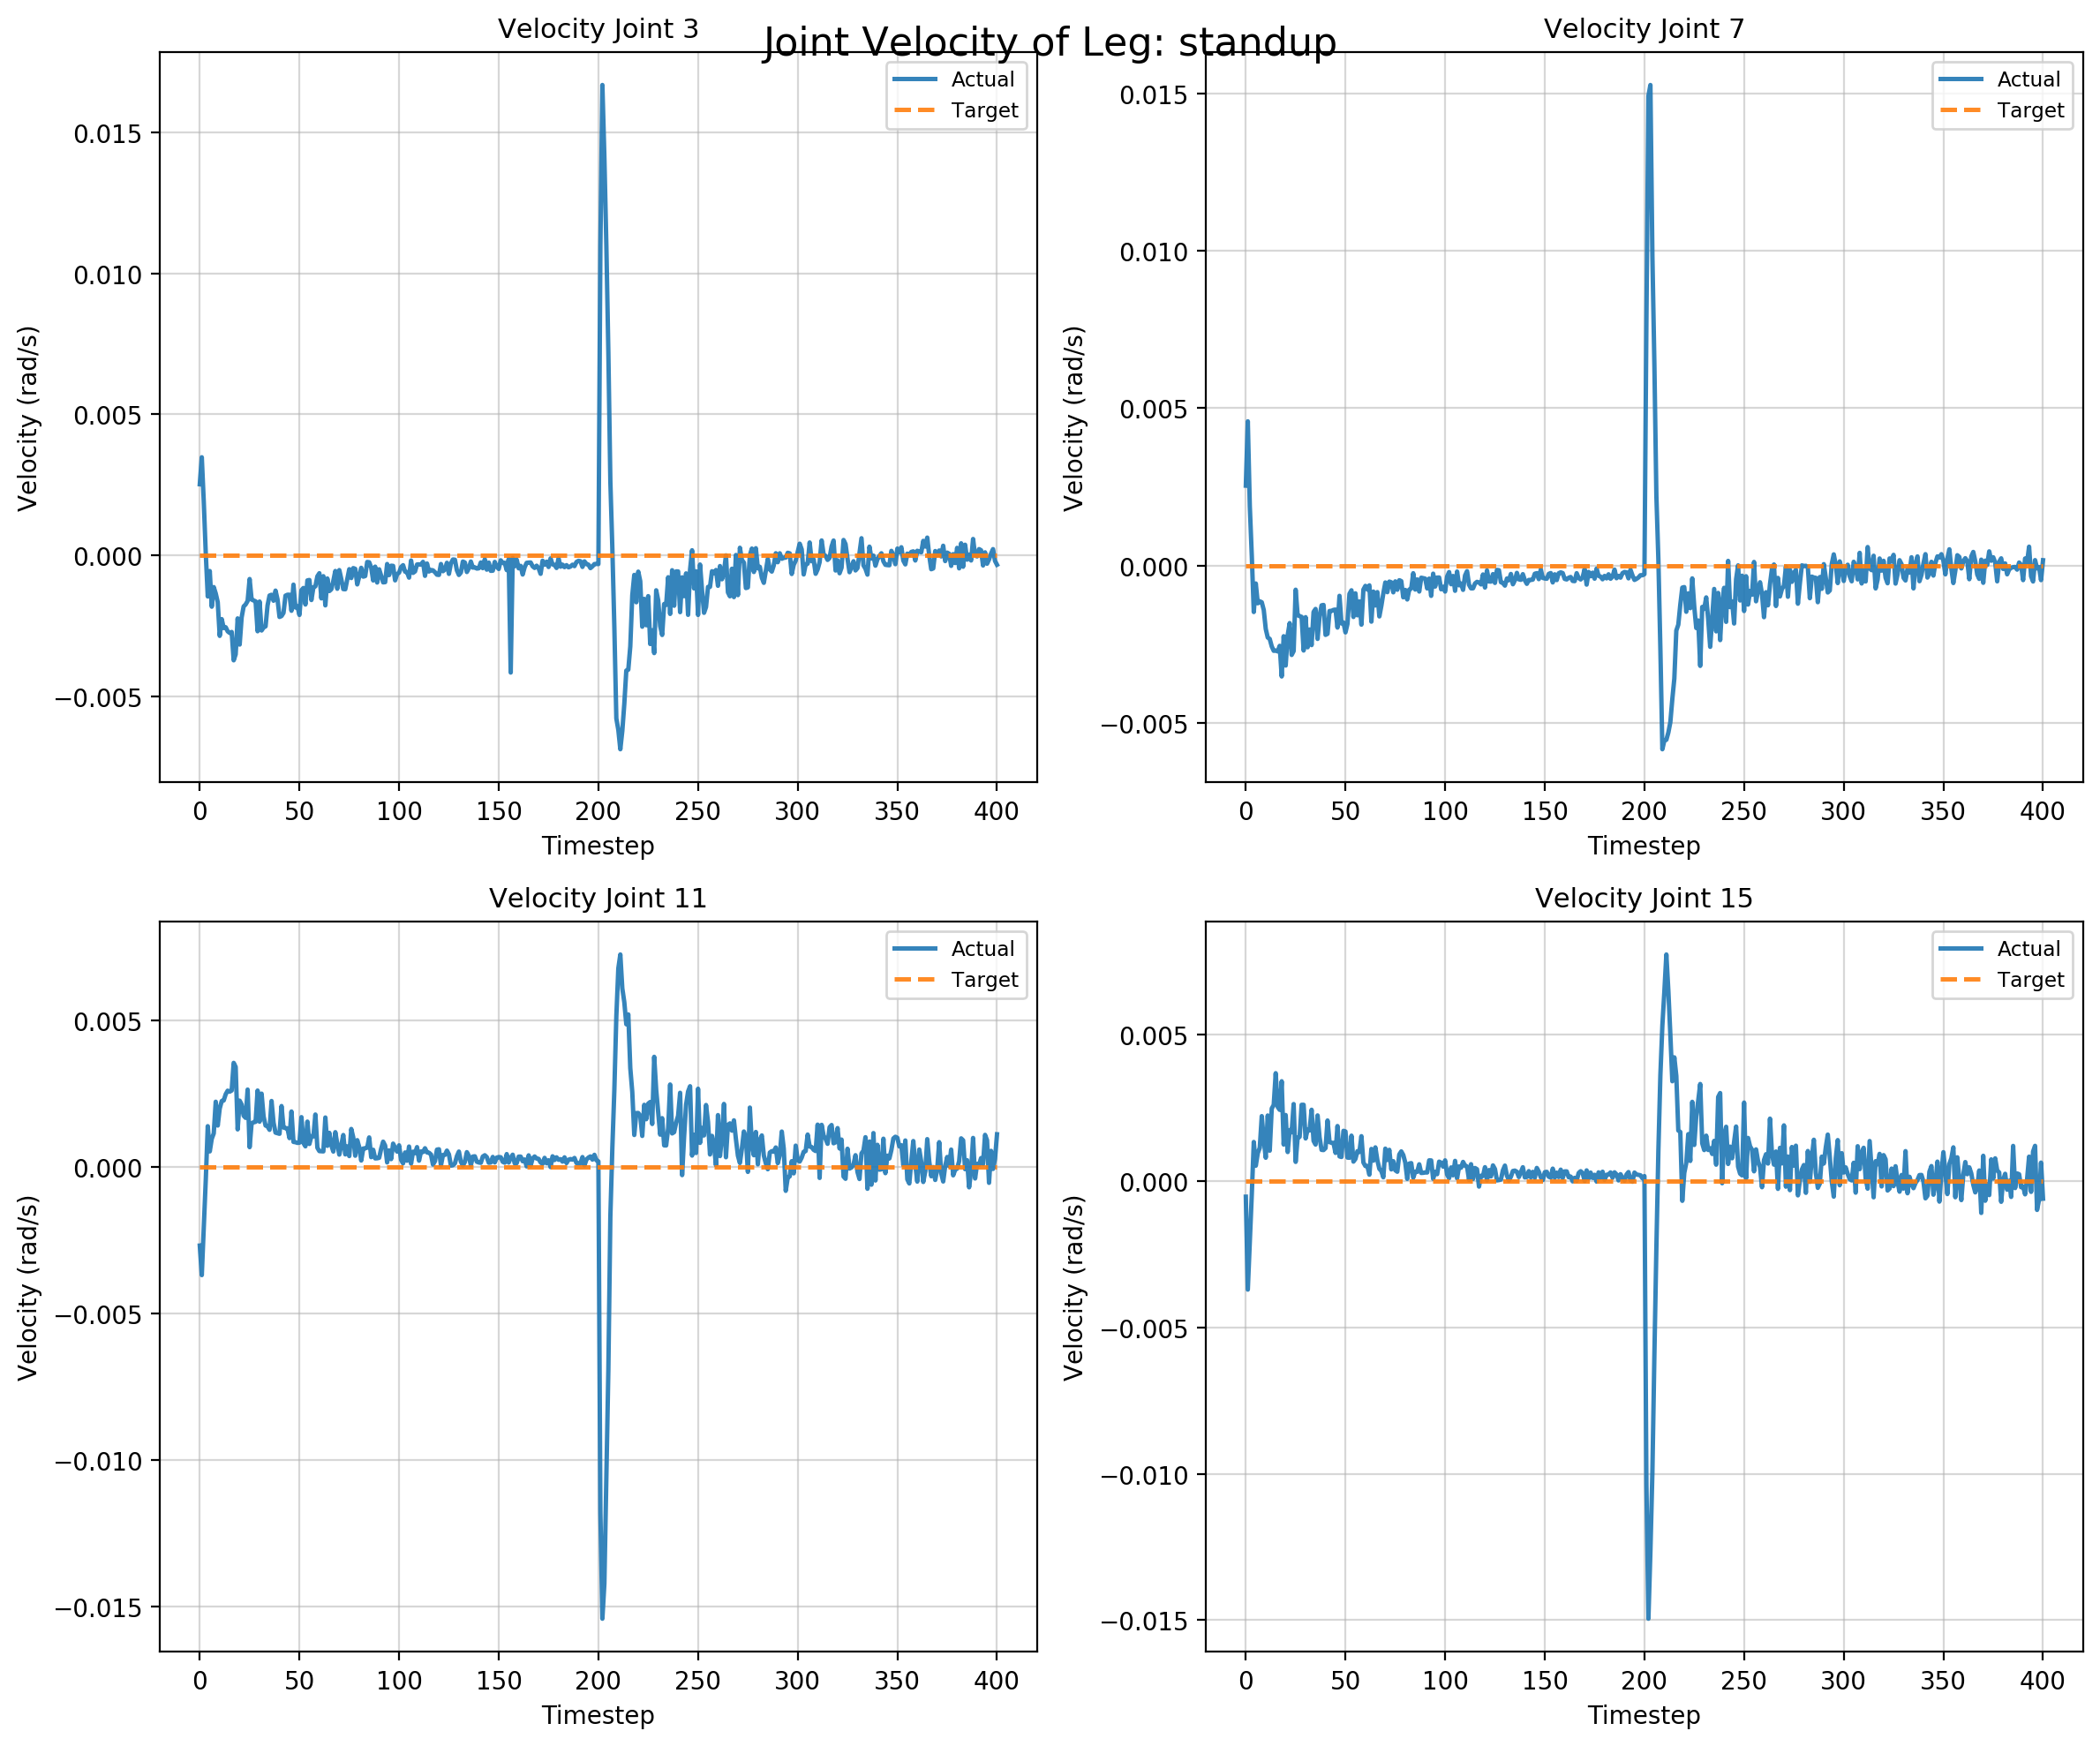 Joint Velocity of Leg: standup
Velocity Joint 3
Velocity (rad/s)
0.015
0.010
0.005
0.000
−0.005
Actual
Target
0 50 100 150 200 250 300 350 400
Timestep
Velocity Joint 7
Velocity (rad/s)
0.015
0.010
0.005
0.000
−0.005
Actual
Target
0 50 100 150 200 250 300 350 400
Timestep
Velocity Joint 11
Velocity (rad/s)
0.005
0.000
−0.005
−0.010
−0.015
Actual
Target
0 50 100 150 200 250 300 350 400
Timestep
Velocity Joint 15
Velocity (rad/s)
0.005
0.000
−0.005
−0.010
−0.015
Actual
Target
0 50 100 150 200 250 300 350 400
Timestep